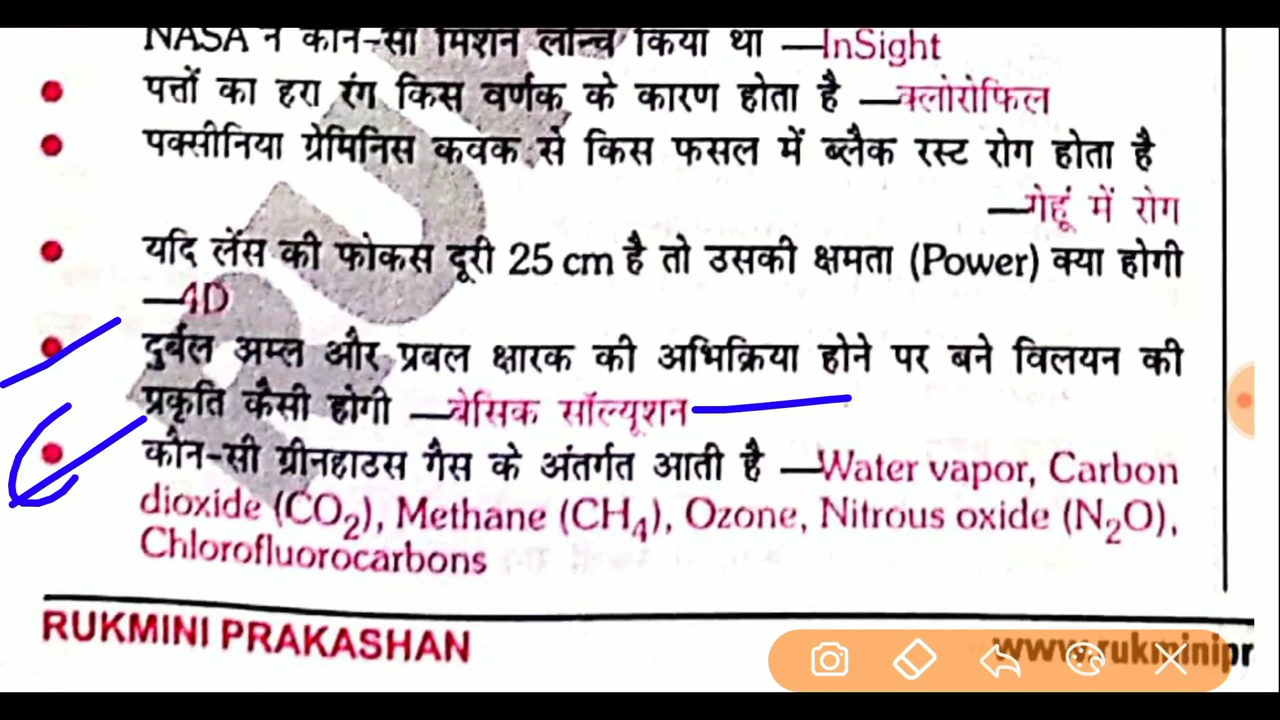 NASA ने कौन-सा मिशन लॉन्च किया था —InSight
पत्तों का हरा रंग किस वर्णक के कारण होता है —क्लोरोफिल
पक्सीनिया ग्रेमिनिस कवक से किस फसल में ब्लैक रस्ट रोग होता है
—गेहूं में रोग
यदि लेंस की फोकस दूरी 25 cm है तो उसकी क्षमता (Power) क्या होगी
—4D
दुर्बल अम्ल और प्रबल क्षारक की अभिक्रिया होने पर बने विलयन की
प्रकृति कैसी होगी —बेसिक सॉल्यूशन
कौन-सी ग्रीनहाउस गैस के अंतर्गत आती है —Water vapor, Carbon
dioxide (CO₂), Methane (CH₄), Ozone, Nitrous oxide (N₂O),
Chlorofluorocarbons
RUKMINI PRAKASHAN
www.rukminipr